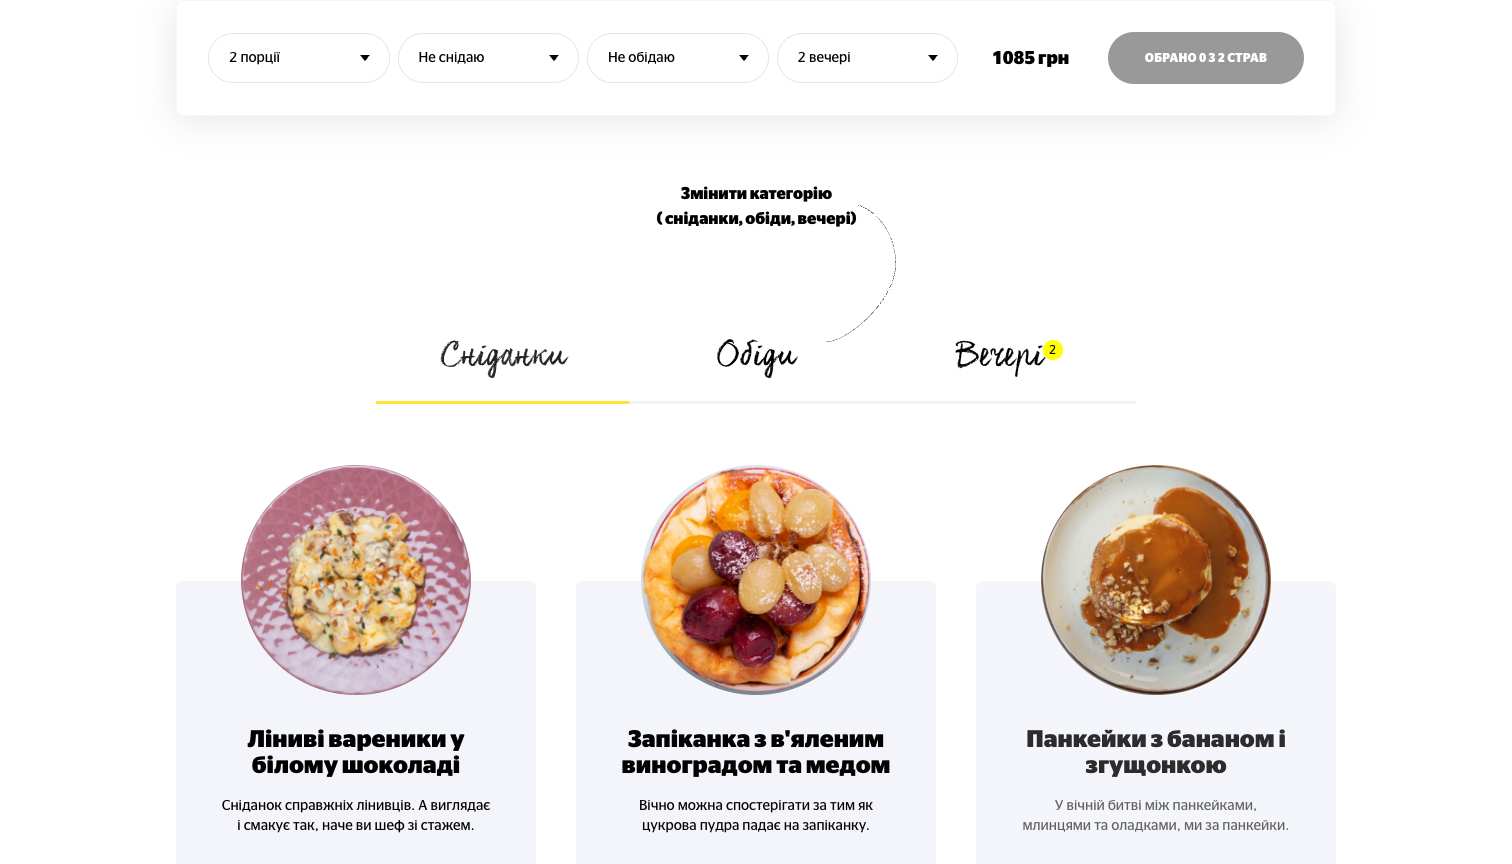 2 порції
Не снідаю
Не обідаю
2 вечері
1085 грн
ОБРАНО 0 З 2 СТРАВ
Змінити категорію
( сніданки, обіди, вечері)
Сніданки
Обіди
Вечері 2
Ліниві вареники у
білому шоколаді
Сніданок справжніх лінивців. А виглядає
і смакує так, наче ви шеф зі стажем.
Запіканка з в'яленим
виноградом та медом
Вічно можна спостерігати за тим як
цукрова пудра падає на запіканку.
Панкейки з бананом і
згущонкою
У вічній битві між панкейками,
млинцями та оладками, ми за панкейки.